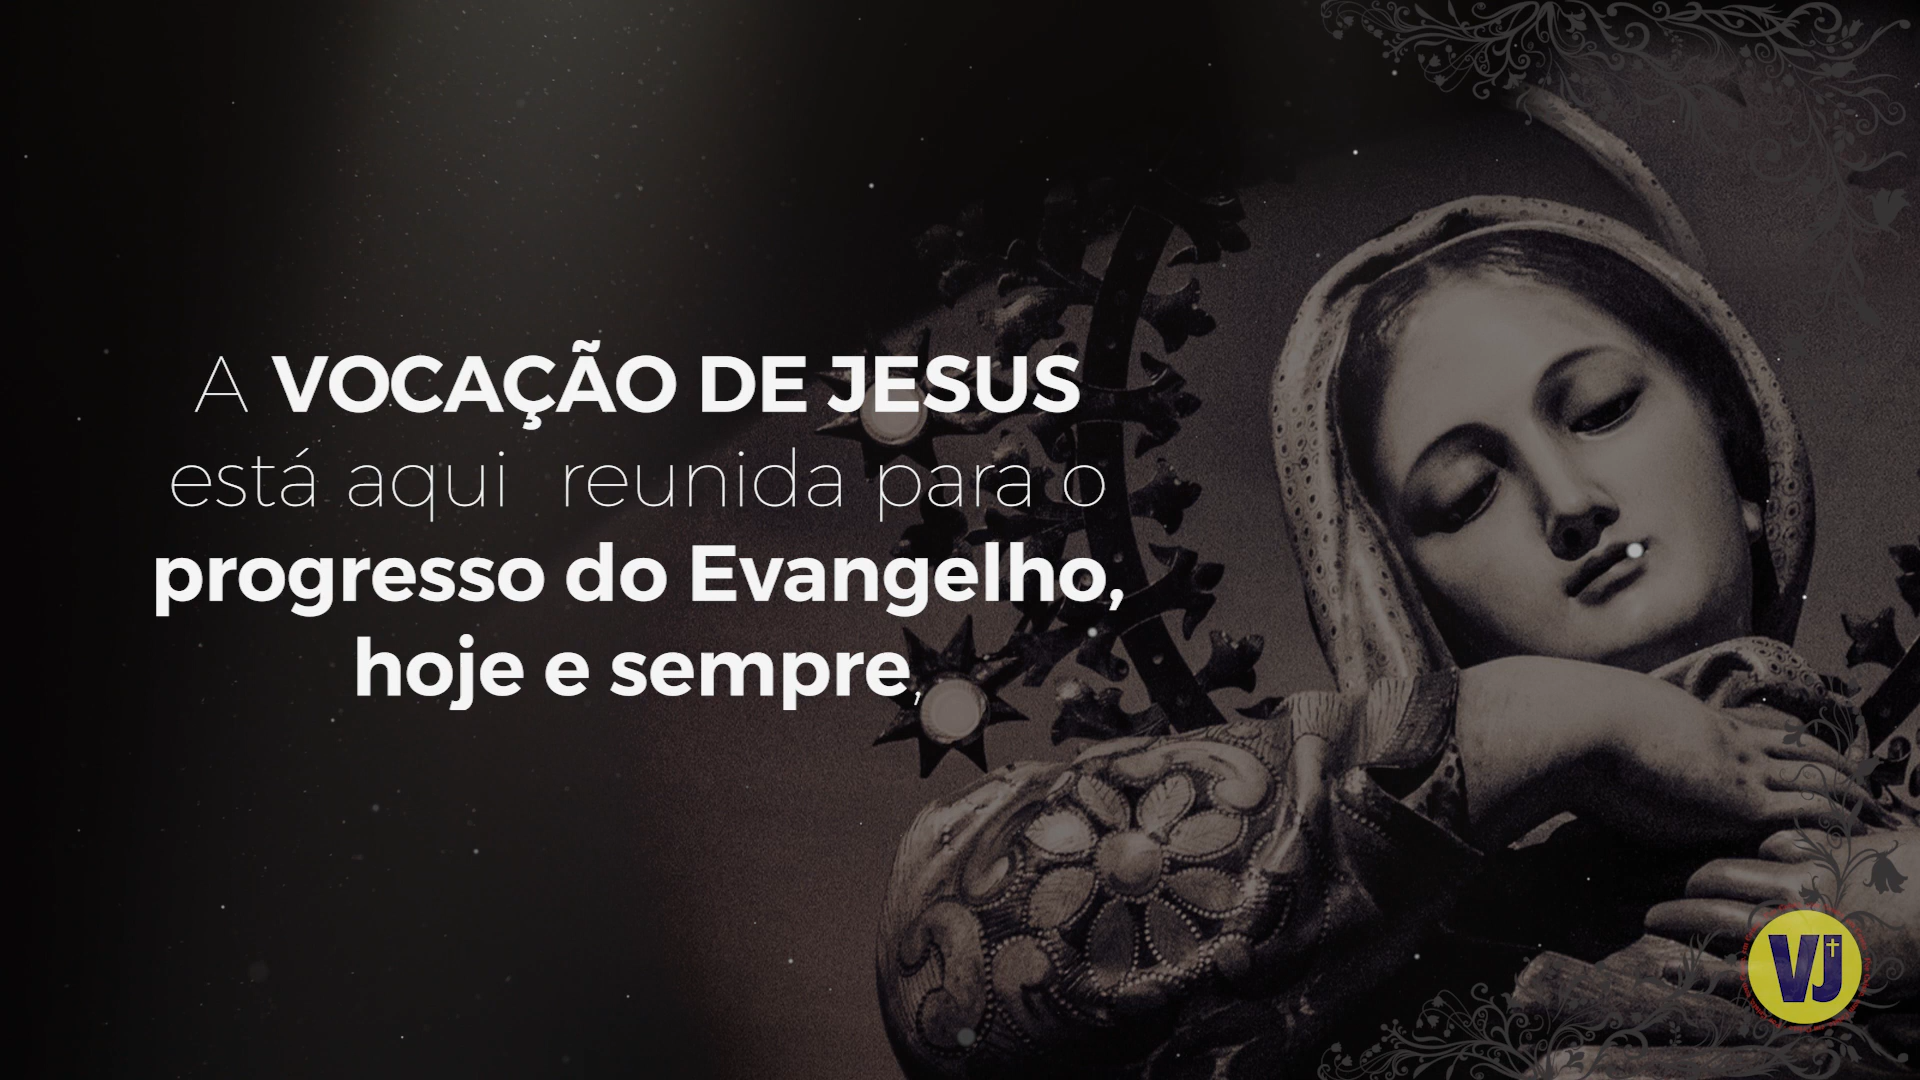 A VOCAÇÃO DE JESUS
está aqui reunida para o
progresso do Evangelho,
hoje e sempre,
VJ